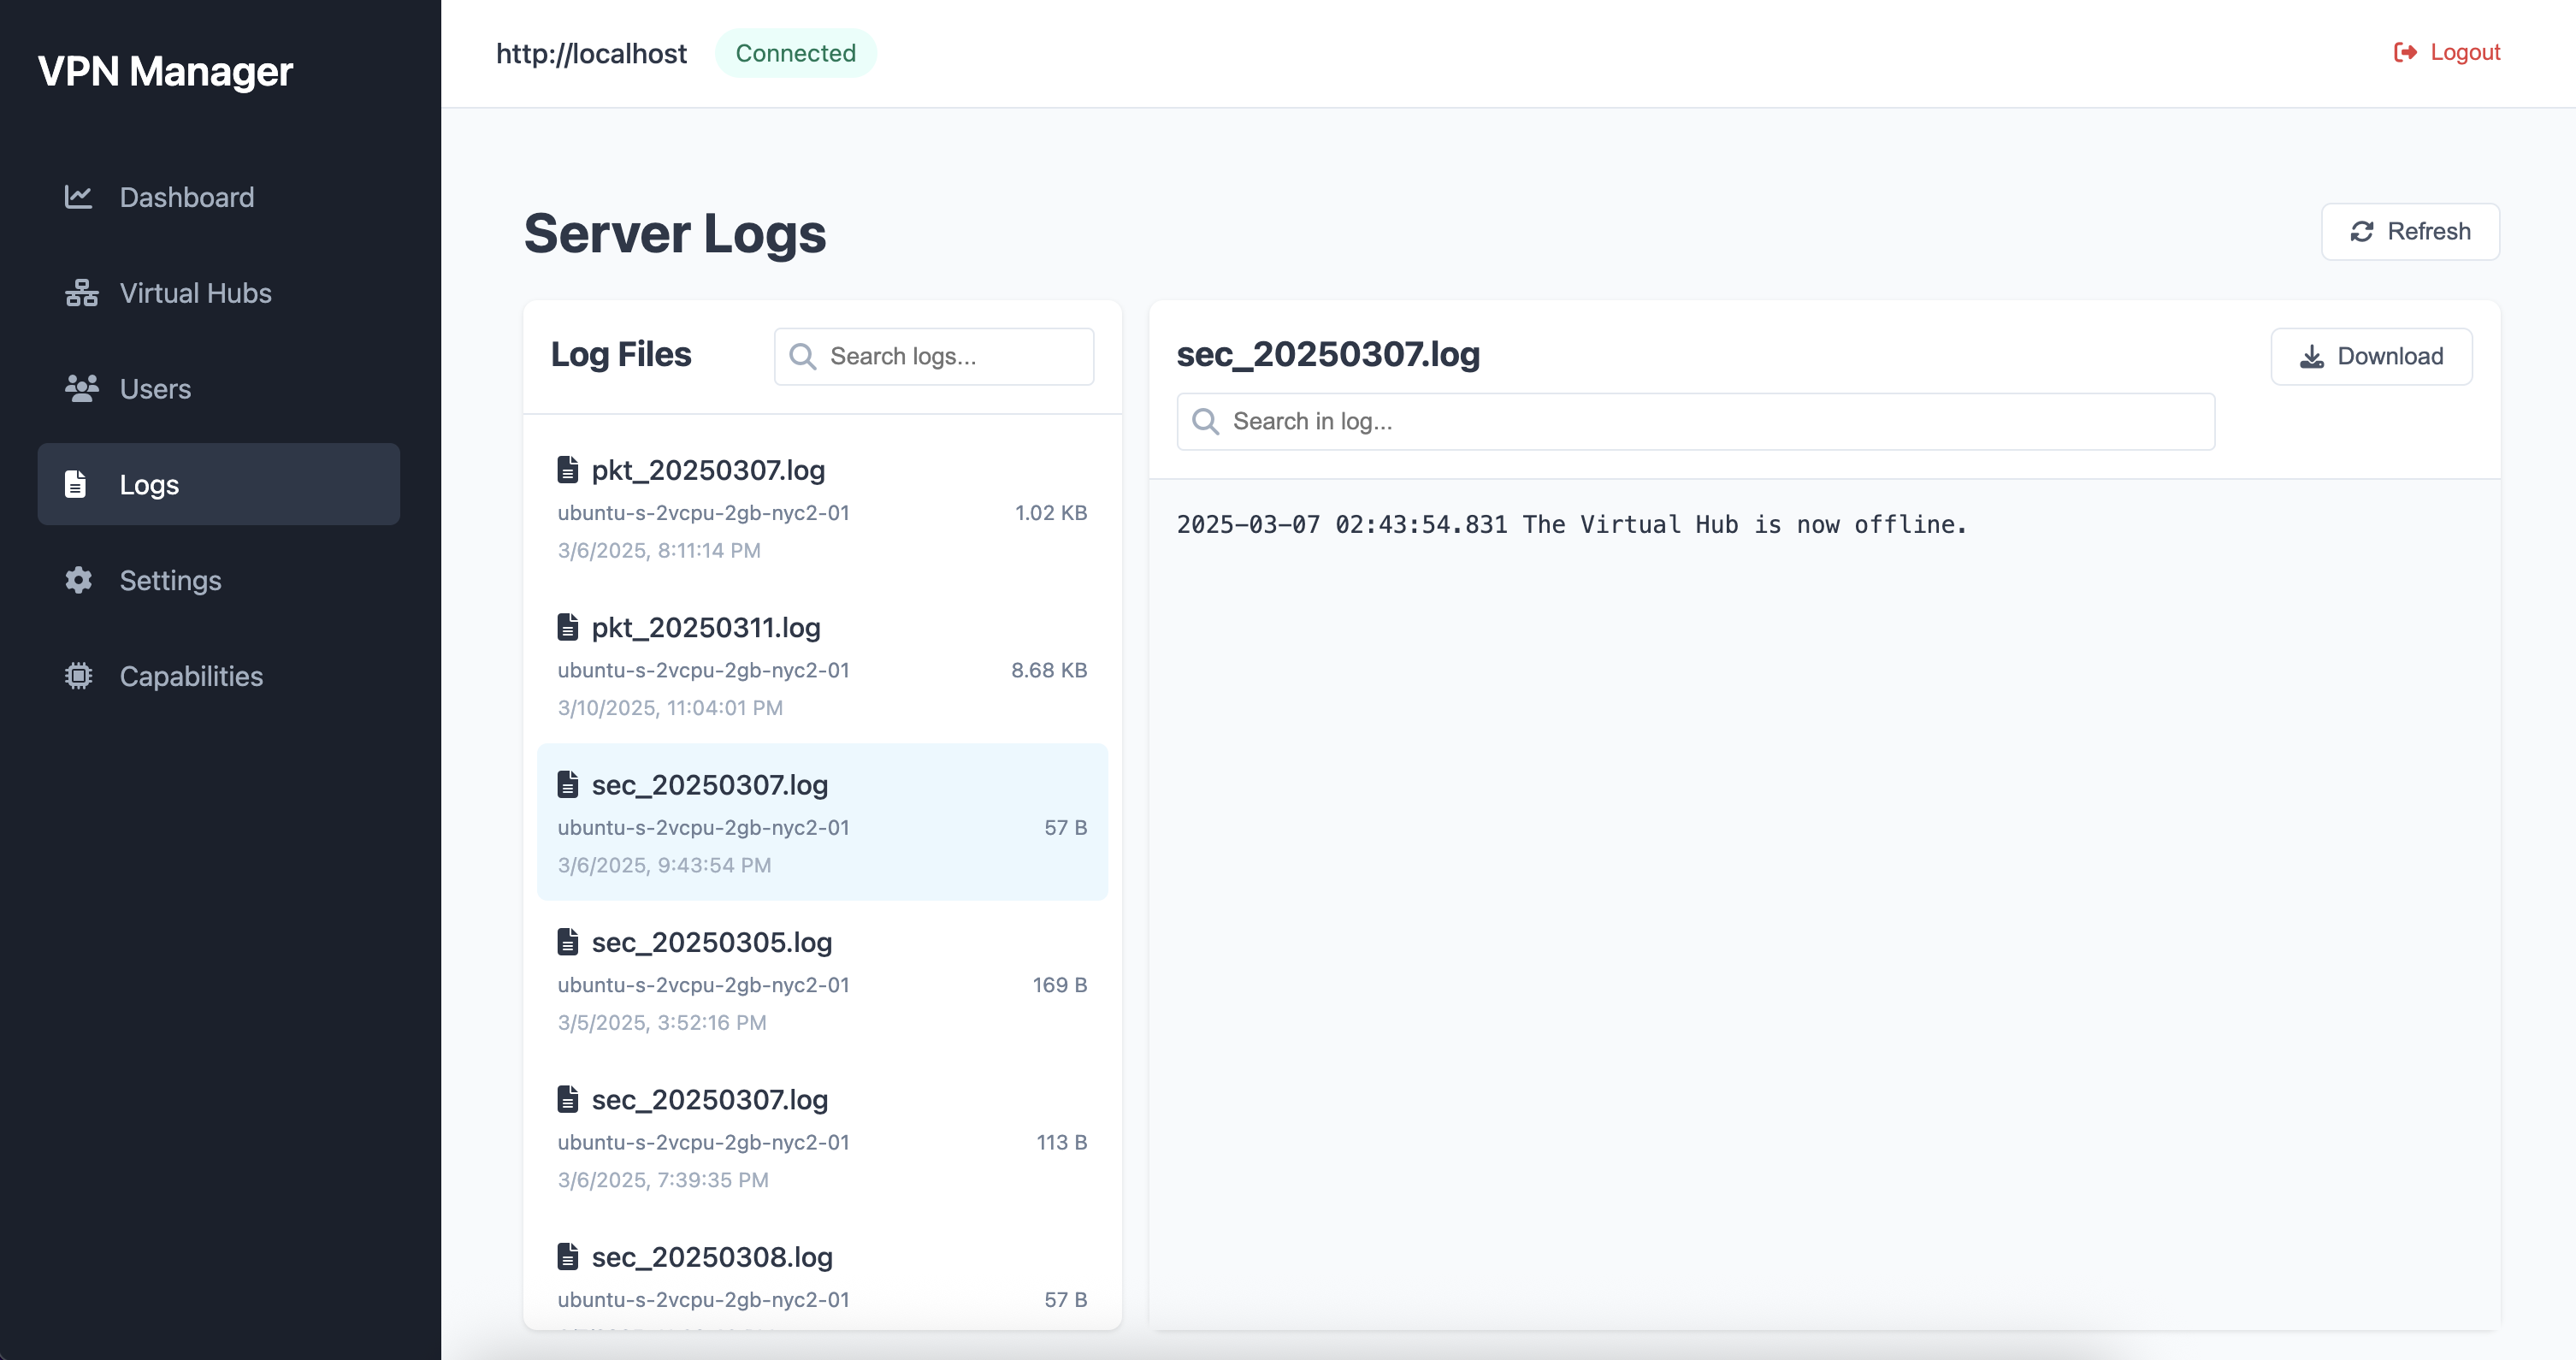 VPN Manager
Dashboard
Virtual Hubs
Users
Logs
Settings
Capabilities
http://localhost
Connected
Logout
Server Logs
Refresh
Log Files
Search logs...
pkt_20250307.log
ubuntu-s-2vcpu-2gb-nyc2-01 1.02 KB
3/6/2025, 8:11:14 PM
pkt_20250311.log
ubuntu-s-2vcpu-2gb-nyc2-01 8.68 KB
3/10/2025, 11:04:01 PM
sec_20250307.log
ubuntu-s-2vcpu-2gb-nyc2-01 57 B
3/6/2025, 9:43:54 PM
sec_20250305.log
ubuntu-s-2vcpu-2gb-nyc2-01 169 B
3/5/2025, 3:52:16 PM
sec_20250307.log
ubuntu-s-2vcpu-2gb-nyc2-01 113 B
3/6/2025, 7:39:35 PM
sec_20250308.log
ubuntu-s-2vcpu-2gb-nyc2-01 57 B
sec_20250307.log
Download
Search in log...
2025-03-07 02:43:54.831 The Virtual Hub is now offline.